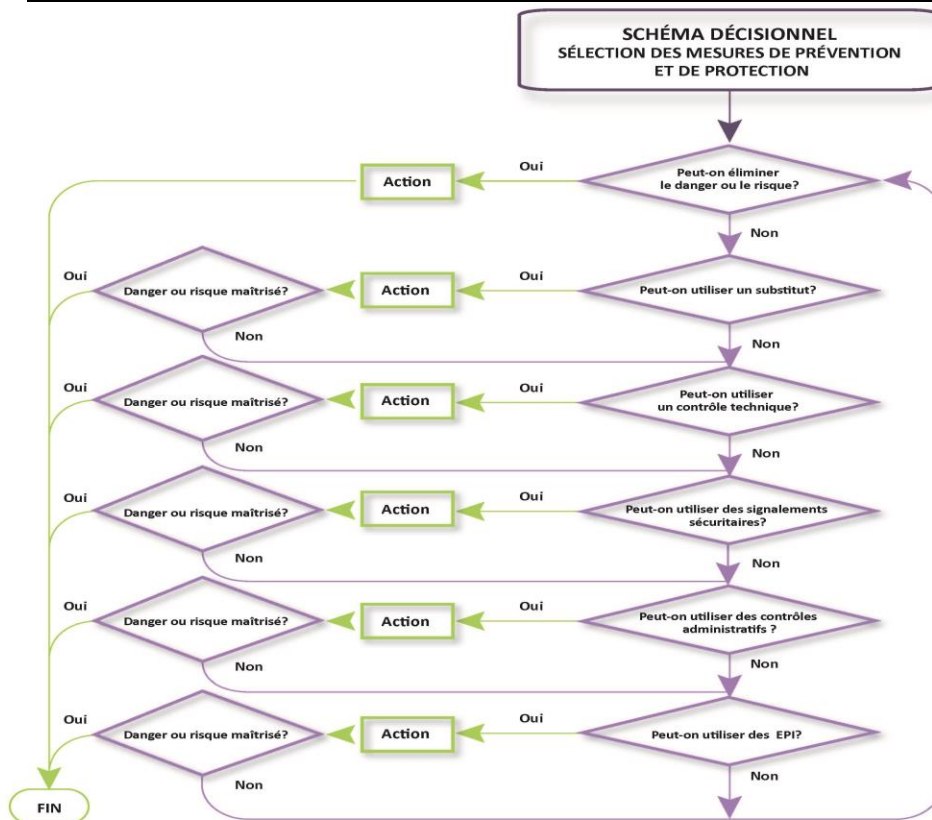 SCHÉMA DÉCISIONNEL
SÉLECTION DES MESURES DE PRÉVENTION
ET DE PROTECTION
Action
Oui
Peut-on éliminer
le danger ou le risque?
Non
Oui
Danger ou risque maîtrisé?
Action
Oui
Peut-on utiliser un substitut?
Non
Non
Oui
Danger ou risque maîtrisé?
Action
Oui
Peut-on utiliser
un contrôle technique?
Non
Non
Oui
Danger ou risque maîtrisé?
Action
Oui
Peut-on utiliser des signalements
sécuritaires?
Non
Non
Oui
Danger ou risque maîtrisé?
Action
Oui
Peut-on utiliser des contrôles
administratifs ?
Non
Non
Oui
Danger ou risque maîtrisé?
Action
Oui
Peut-on utiliser des EPI?
Non
Non
FIN